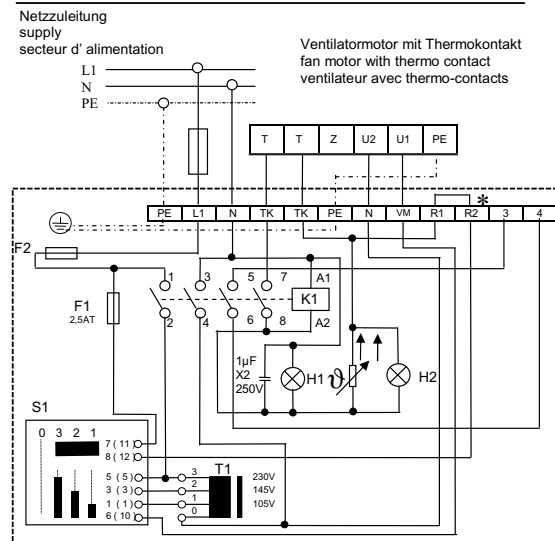 Netzzuleitung
supply
secteur d' alimentation
Ventilatormotor mit Thermokontakt
fan motor with thermo contact
ventilateur avec thermo-contacts
L1
N
PE
T T Z U2 U1 PE
PE L1 N TK TK PE N VM R1 R2 3 4
*
F2
F1
2,5AT
1 3 5 7 A1
K1
2 4 6 8 A2
1µF
X2
250V
H1
ϑ
H2
S1
0 3 2 1
7 ( 11 )
8 ( 12 )
5 ( 5 )
3 ( 3 )
1 ( 1 )
6 ( 10 )
T1
3 230V
2 145V
1 105V
0